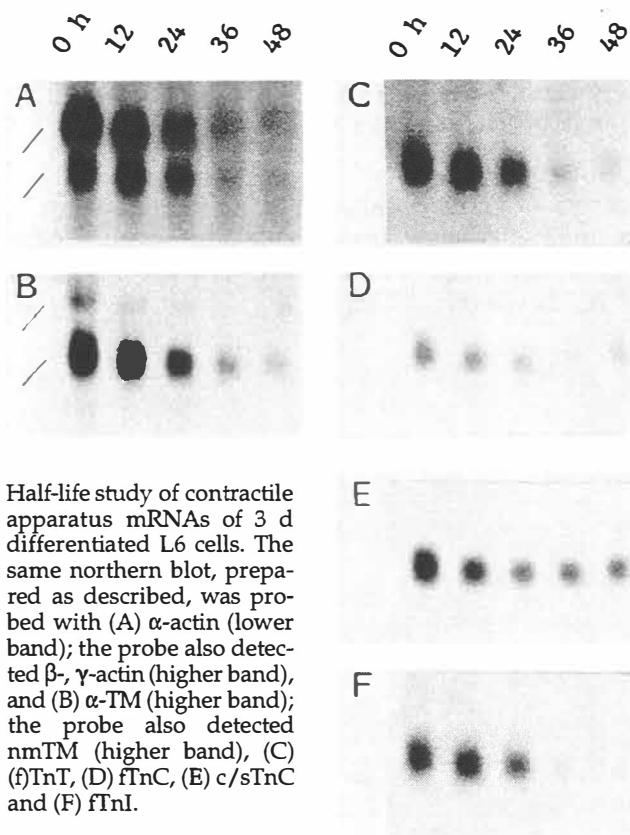 0 h 12 24 36 48
0 h 12 24 36 48
A
C
B
D
E
F
Half-life study of contractile
apparatus mRNAs of 3 d
differentiated L6 cells. The
same northern blot, prepa-
red as described, was pro-
bed with (A) α-actin (lower
band); the probe also detec-
ted β-, γ-actin (higher band),
and (B) α-TM (higher band);
the probe also detected
nmTM (higher band), (C)
(f)TnT, (D) fTnC, (E) c/sTnC
and (F) fTnI.